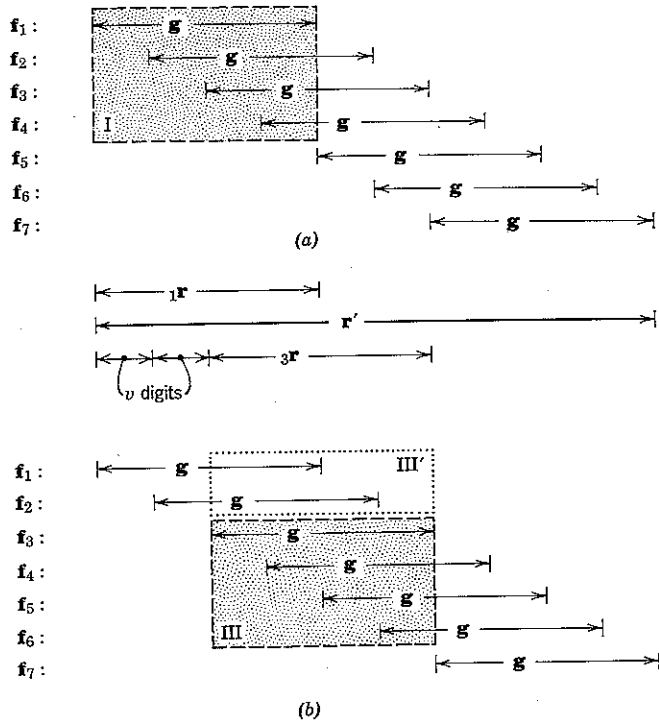 f₁: g
f₂: g
f₃: g
f₄: g
I
f₅: g
f₆: g
f₇: g
(a)
₁r
r′
₃r
v digits
f₁: g III′
f₂: g
f₃: g
f₄: g
f₅: g
f₆: g
III
f₇: g
(b)